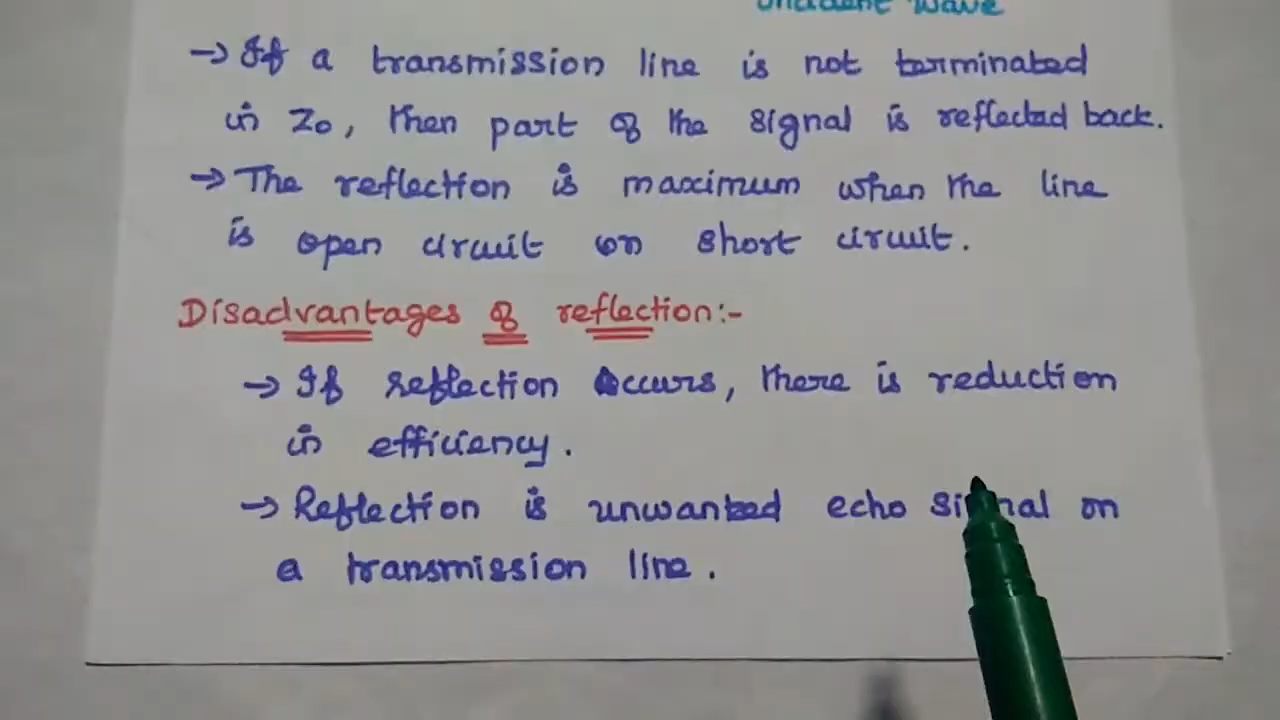 Incident Wave
→ If a transmission line is not terminated
in Zo, then part of the signal is reflected back.
→ The reflection is maximum when the line
is open circuit or short circuit.
Disadvantages of reflection:-
→ If reflection occurs, there is reduction
in efficiency.
→ Reflection is unwanted echo signal on
a transmission line.